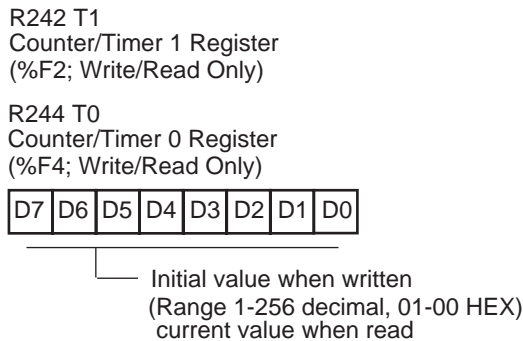 R242 T1
Counter/Timer 1 Register
(%F2; Write/Read Only)
R244 T0
Counter/Timer 0 Register
(%F4; Write/Read Only)
D7 D6 D5 D4 D3 D2 D1 D0
Initial value when written
(Range 1-256 decimal, 01-00 HEX)
current value when read